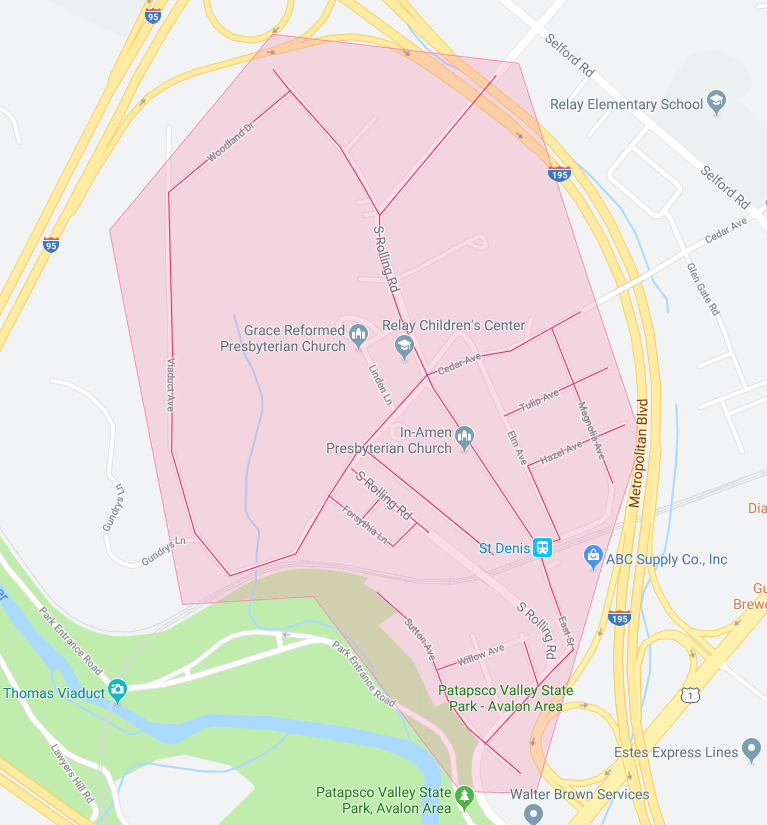 95
Selford Rd
Relay Elementary School
Woodland Dr
195
Selford Rd
Cedar Ave
95
S Rolling Rd
Glen Gate Rd
Grace Reformed
Presbyterian Church
Relay Children's Center
Cedar Ave
Viaduct Ave
Linden Ln
Tulip Ave
Magnolia Ave
Metropolitan Blvd
In-Amen
Presbyterian Church
Elm Ave
Hazel Ave
S Rolling Rd
Gundrys Ln
Forsythia Ln
Dia
Gundrys Ln
St Denis
ABC Supply Co., Inc
Gu
Brewe
er
Park Entrance Road
S Rolling Rd
East St
195
Sutton Ave
Park Entrance Road
Willow Ave
Thomas Viaduct
Patapsco Valley State
Park - Avalon Area
1
Lawyers Hill Rd
Estes Express Lines
Patapsco Valley State
Park, Avalon Area
Walter Brown Services